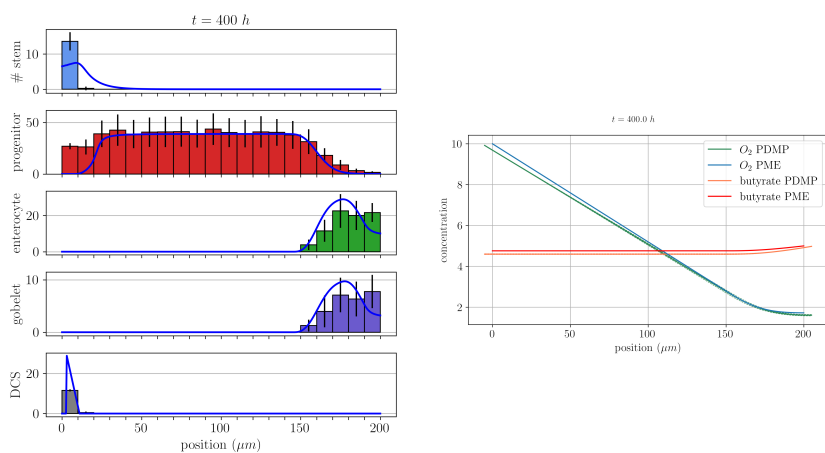 t = 400 h
# stem
10
0
progenitor
50
0
enterocyte
20
0
gobelet
10
0
DCS
20
0
0 50 100 150 200
position (μm)
t = 400.0 h
concentration
10
8
6
4
2
O₂ PDMP
O₂ PME
butyrate PDMP
butyrate PME
0 50 100 150 200
position (μm)